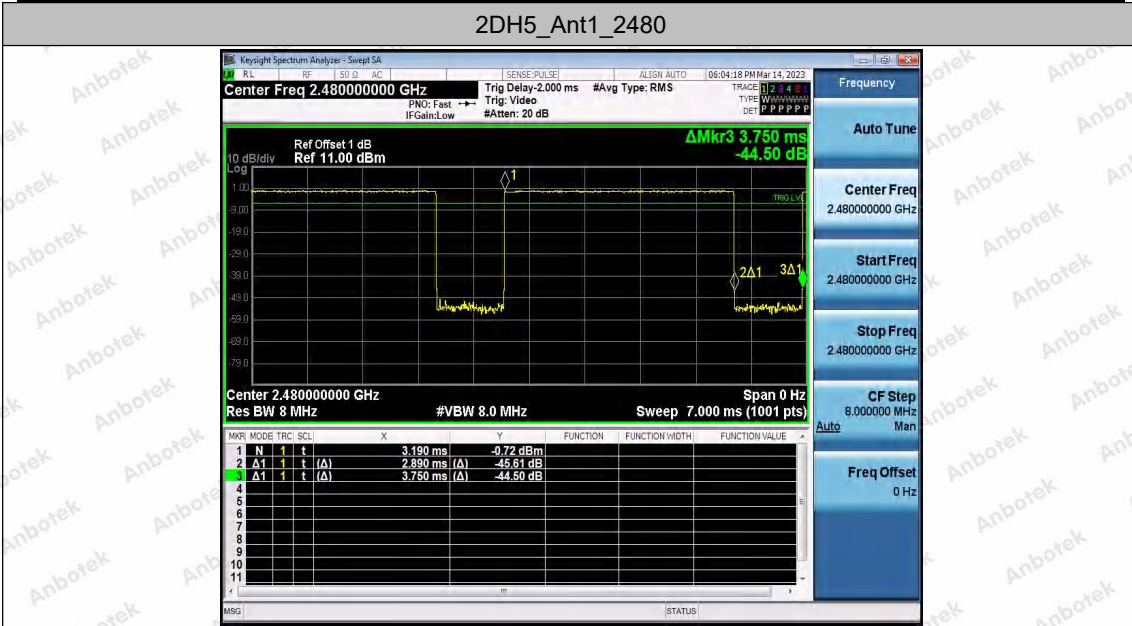 2DH5_Ant1_2480
Keysight Spectrum Analyzer - Swept SA
RL RF 50 Ω AC SENSE:PULSE ALIGN AUTO 06:04:18 PM Mar 14, 2023
Center Freq 2.480000000 GHz
PNO: Fast
IFGain:Low
Trig Delay-2.000 ms
Trig: Video
#Atten: 20 dB
#Avg Type: RMS
TRACE 1 2 3 4 5 6
TYPE WWWWWW
DET P P P P P P
Frequency
Auto Tune
Center Freq
2.480000000 GHz
Start Freq
2.480000000 GHz
Stop Freq
2.480000000 GHz
CF Step
8.000000 MHz
Auto Man
Freq Offset
0 Hz
ΔMkr3 3.750 ms
-44.50 dB
Ref Offset 1 dB
10 dB/div Ref 11.00 dBm
Log
1
1.00
TRIG LVL
-9.00
-19.0
-29.0
2Δ1 3Δ1
-39.0
-49.0
-59.0
-69.0
-79.0
Center 2.480000000 GHz Span 0 Hz
Res BW 8 MHz #VBW 8.0 MHz Sweep 7.000 ms (1001 pts)
MKR MODE TRC SCL X Y FUNCTION FUNCTION WIDTH FUNCTION VALUE
1 N 1 t 3.190 ms -0.72 dBm
2 Δ1 1 t (Δ) 2.890 ms (Δ) -45.61 dB
3 Δ1 1 t (Δ) 3.750 ms (Δ) -44.50 dB
4
5
6
7
8
9
10
11
MSG STATUS
Anbotek